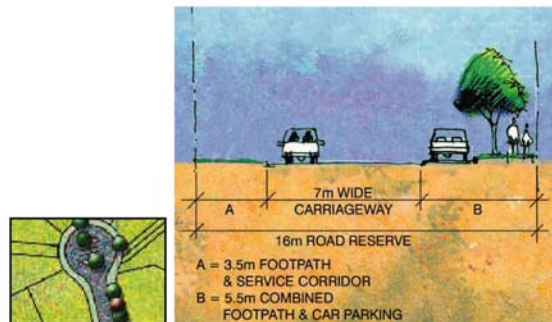 7m WIDE
A CARRIAGEWAY B
16m ROAD RESERVE
A = 3.5m FOOTPATH
& SERVICE CORRIDOR
B = 5.5m COMBINED
FOOTPATH & CAR PARKING